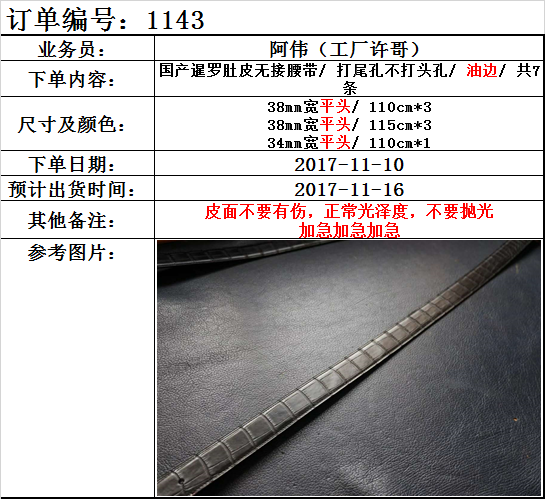 订单编号：1143
业务员：
阿伟（工厂许哥）
下单内容：
国产暹罗肚皮无接腰带/ 打尾孔不打头孔/ 油边/ 共7
条
尺寸及颜色：
38mm宽平头/ 110cm*3
38mm宽平头/ 115cm*3
34mm宽平头/ 110cm*1
下单日期：
2017-11-10
预计出货时间：
2017-11-16
其他备注：
皮面不要有伤，正常光泽度，不要抛光
加急加急加急
参考图片：